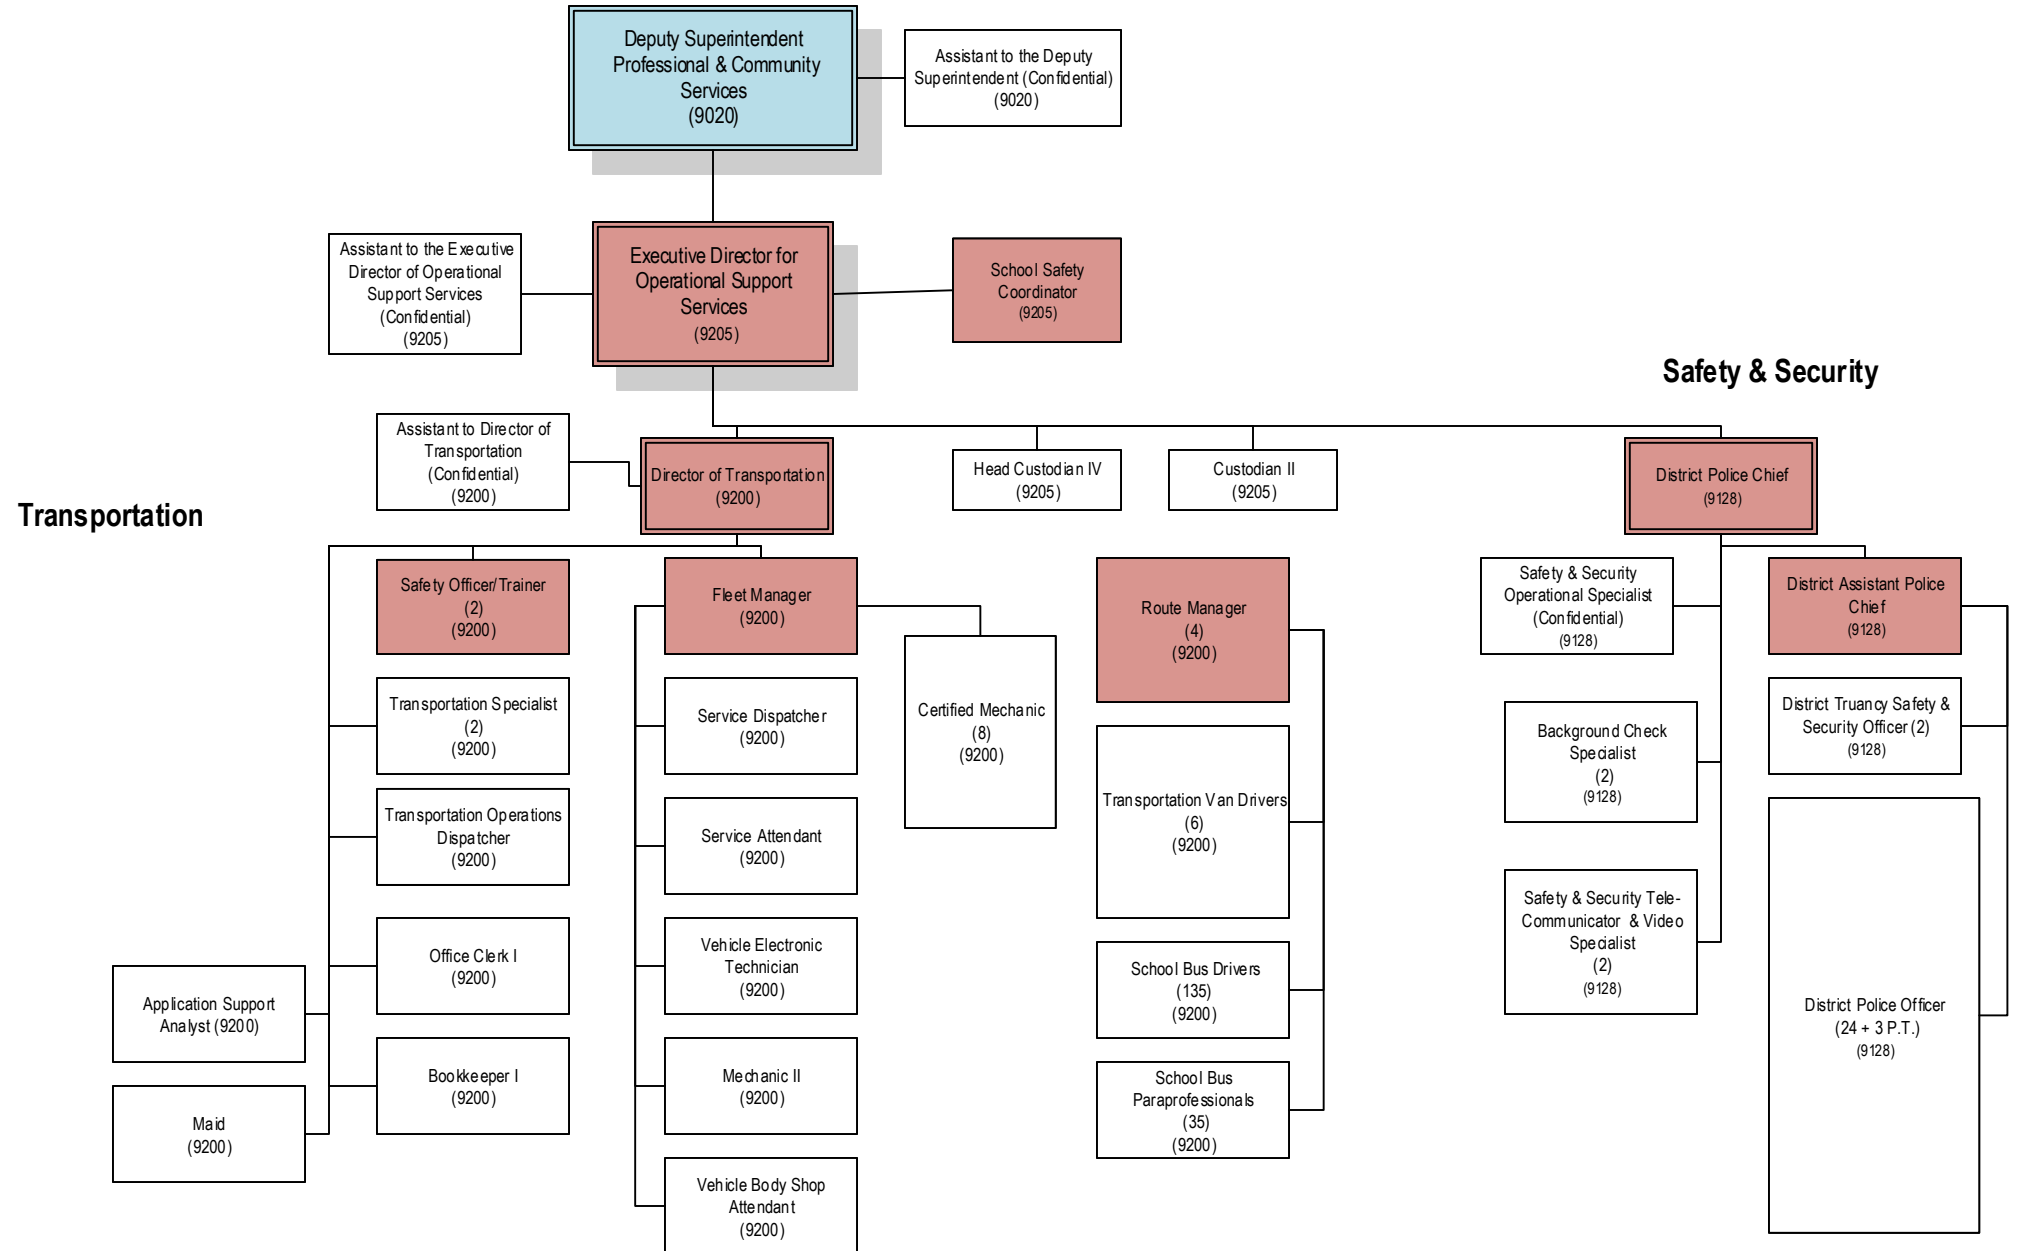 Deputy Superintendent
Professional & Community
Services
(9020)
Assistant to the Deputy
Superintendent (Confidential)
(9020)
Assistant to the Executive
Director of Operational
Support Services
(Confidential)
(9205)
Executive Director for
Operational Support
Services
(9205)
School Safety
Coordinator
(9205)
Safety & Security
Assistant to Director of
Transportation
(Confidential)
(9200)
Director of Transportation
(9200)
Head Custodian IV
(9205)
Custodian II
(9205)
District Police Chief
(9128)
Transportation
Safety Officer/Trainer
(2)
(9200)
Fleet Manager
(9200)
Route Manager
(4)
(9200)
Safety & Security
Operational Specialist
(Confidential)
(9128)
District Assistant Police
Chief
(9128)
Transportation Specialist
(2)
(9200)
Service Dispatcher
(9200)
Certified Mechanic
(8)
(9200)
Transportation Van Drivers
(6)
(9200)
Background Check
Specialist
(2)
(9128)
District Truancy Safety &
Security Officer (2)
(9128)
Transportation Operations
Dispatcher
(9200)
Service Attendant
(9200)
Safety & Security Tele-
Communicator & Video
Specialist
(2)
(9128)
Office Clerk I
(9200)
Vehicle Electronic
Technician
(9200)
School Bus Drivers
(135)
(9200)
Application Support
Analyst (9200)
District Police Officer
(24 + 3 P.T.)
(9128)
Bookkeeper I
(9200)
Mechanic II
(9200)
School Bus
Paraprofessionals
(35)
(9200)
Maid
(9200)
Vehicle Body Shop
Attendant
(9200)